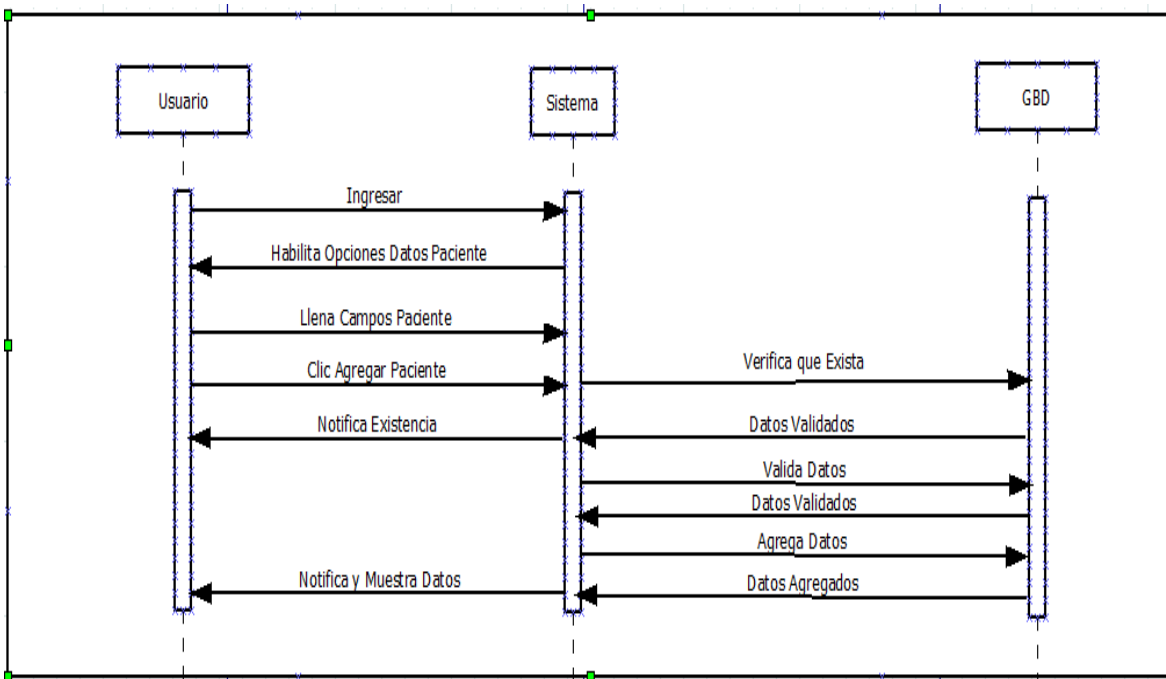 Usuario
Sistema
GBD
Ingresar
Habilita Opciones Datos Paciente
Llena Campos Paciente
Clic Agregar Paciente
Verifica que Exista
Notifica Existencia
Datos Validados
Valida Datos
Datos Validados
Agrega Datos
Notifica y Muestra Datos
Datos Agregados